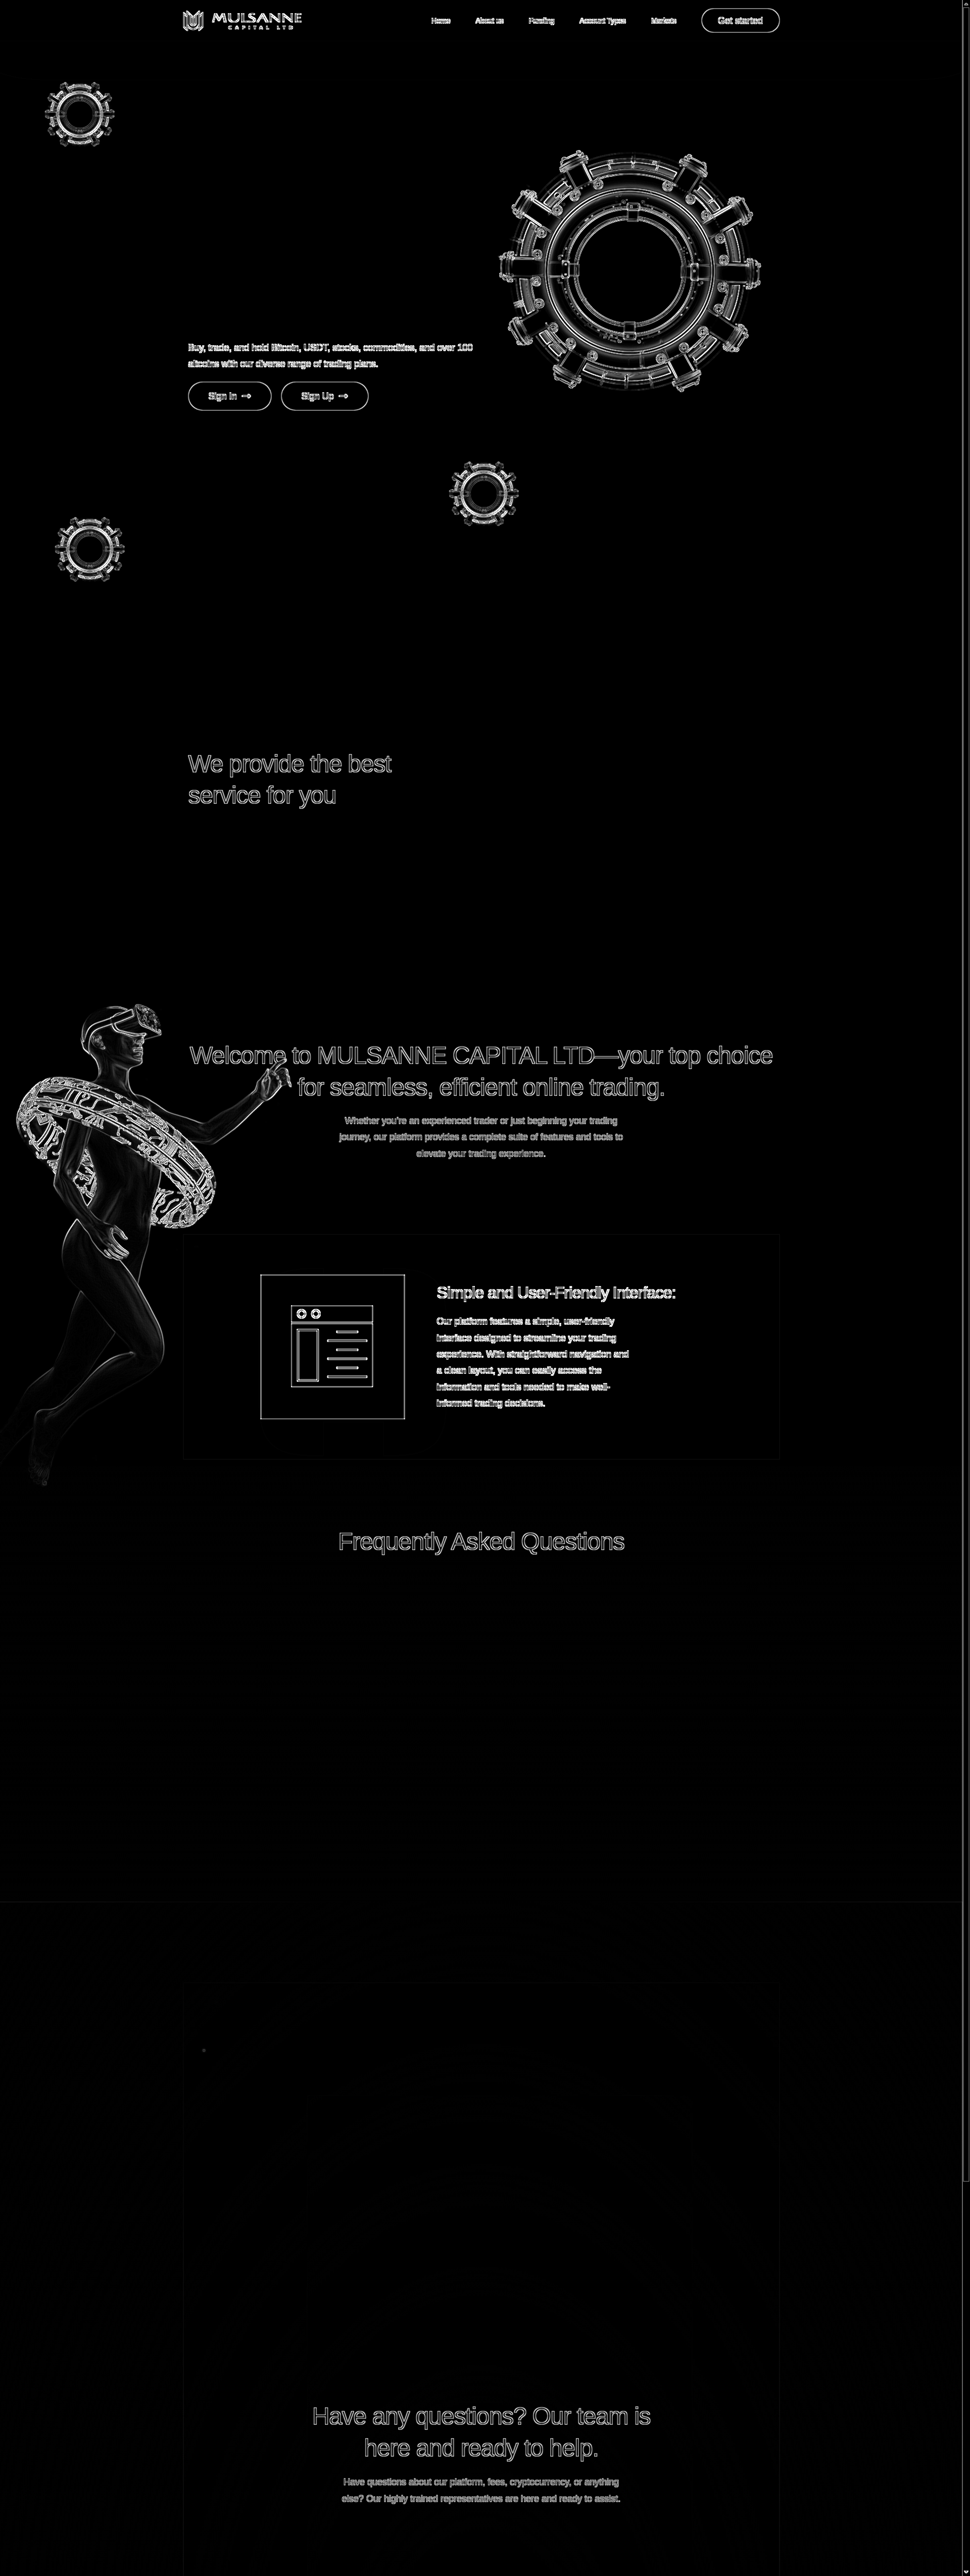 MULSANNE
CAPITAL LTD
Home About us Funding Account Types Markets Get started
Buy, trade, and hold Bitcoin, USDT, stocks, commodities, and over 100
altcoins with our diverse range of trading plans.
Sign In → Sign Up →
We provide the best
service for you
Welcome to MULSANNE CAPITAL LTD—your top choice
for seamless, efficient online trading.
Whether you're an experienced trader or just beginning your trading
journey, our platform provides a complete suite of features and tools to
elevate your trading experience.
Simple and User-Friendly Interface:
Our platform features a simple, user-friendly
interface designed to streamline your trading
experience. With straightforward navigation and
a clean layout, you can easily access the
information and tools needed to make well-
informed trading decisions.
Frequently Asked Questions
Have any questions? Our team is
here and ready to help.
Have questions about our platform, fees, cryptocurrency, or anything
else? Our highly trained representatives are here and ready to assist.